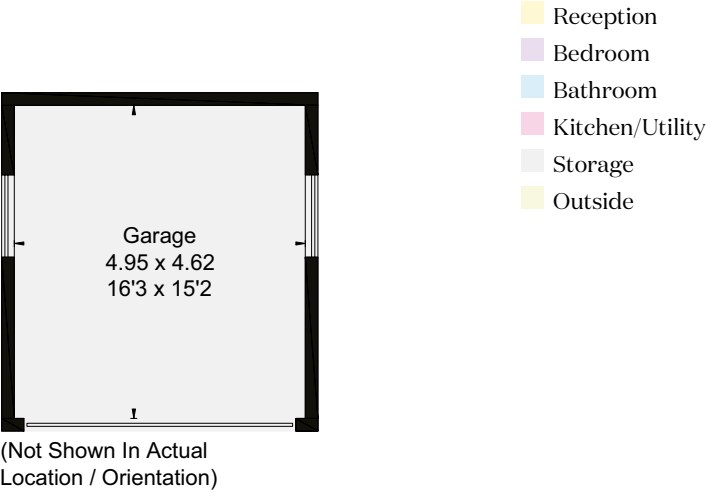 Reception
Bedroom
Bathroom
Kitchen/Utility
Storage
Outside
Garage
4.95 x 4.62
16'3 x 15'2
(Not Shown In Actual
Location / Orientation)